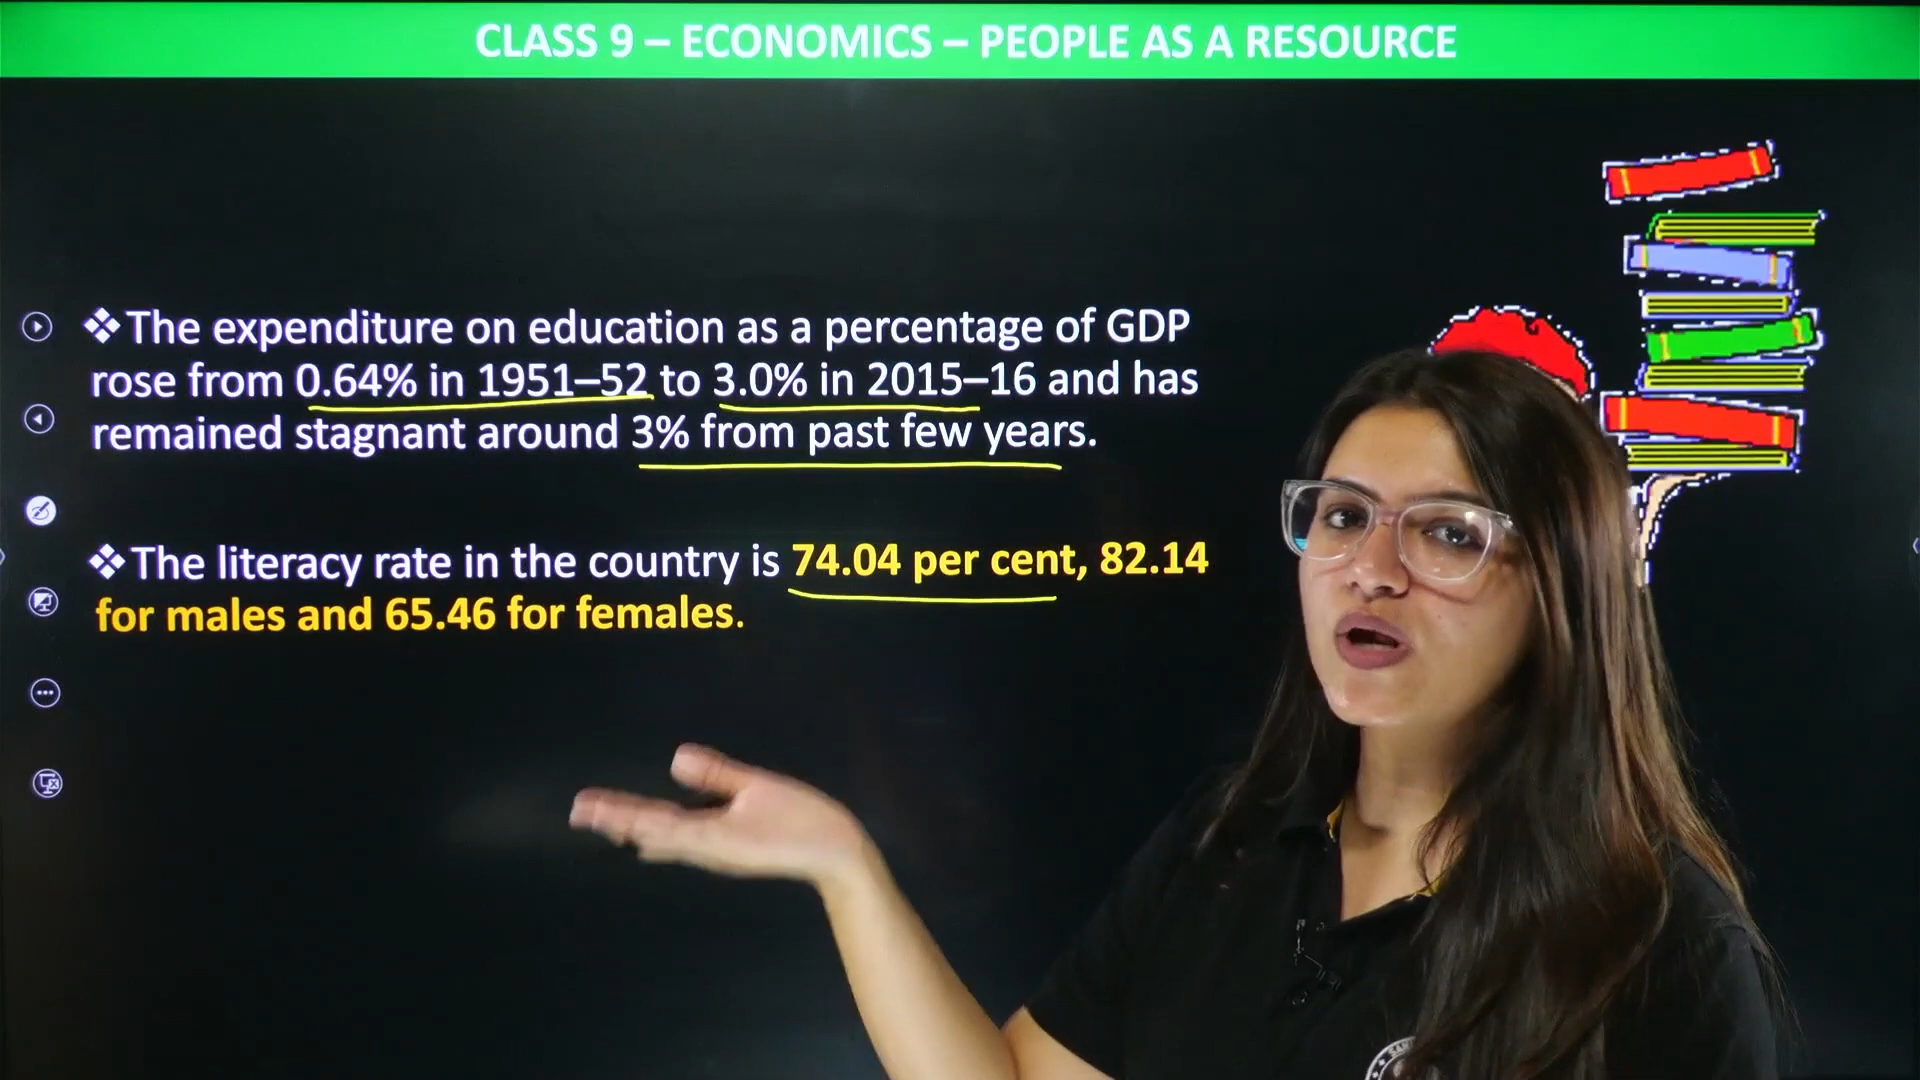 CLASS 9 – ECONOMICS – PEOPLE AS A RESOURCE
❖The expenditure on education as a percentage of GDP
rose from 0.64% in 1951–52 to 3.0% in 2015–16 and has
remained stagnant around 3% from past few years.
❖The literacy rate in the country is 74.04 per cent, 82.14
for males and 65.46 for females.